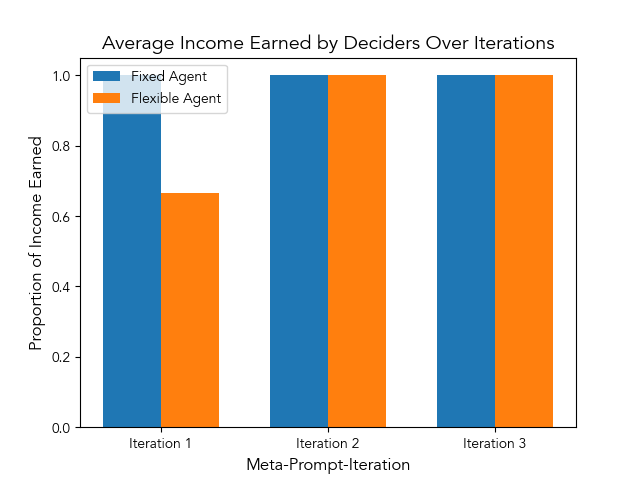 Average Income Earned by Deciders Over Iterations
Fixed Agent
Flexible Agent
Proportion of Income Earned
1.0
0.8
0.6
0.4
0.2
0.0
Iteration 1
Iteration 2
Iteration 3
Meta-Prompt-Iteration